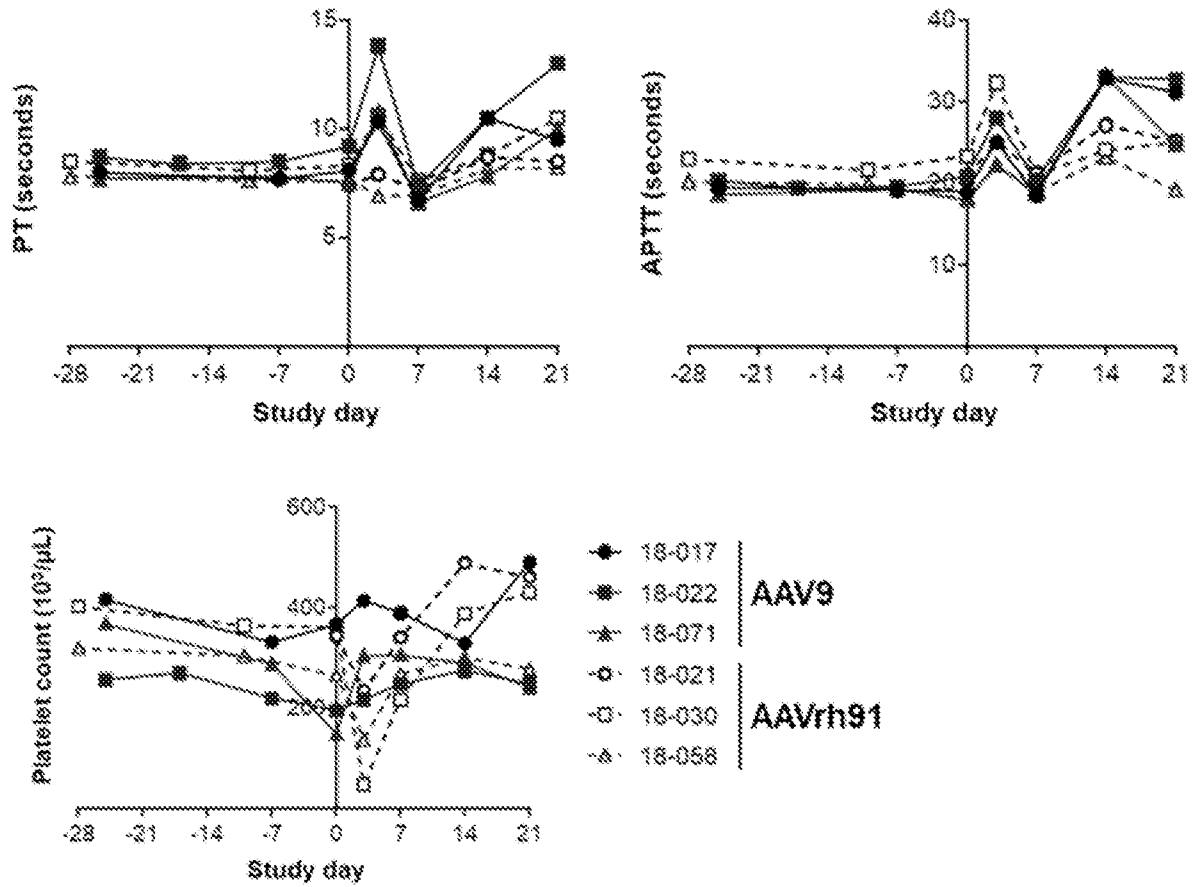 15
10
5
PT (seconds)
-28 -21 -14 -7 0 7 14 21
Study day
40
30
20
10
APTT (seconds)
-28 -21 -14 -7 0 7 14 21
Study day
600
400
200
Platelet count (10³/µL)
-28 -21 -14 -7 0 7 14 21
Study day
18-017
18-022
18-071
AAV9
18-021
18-030
18-058
AAVrh91